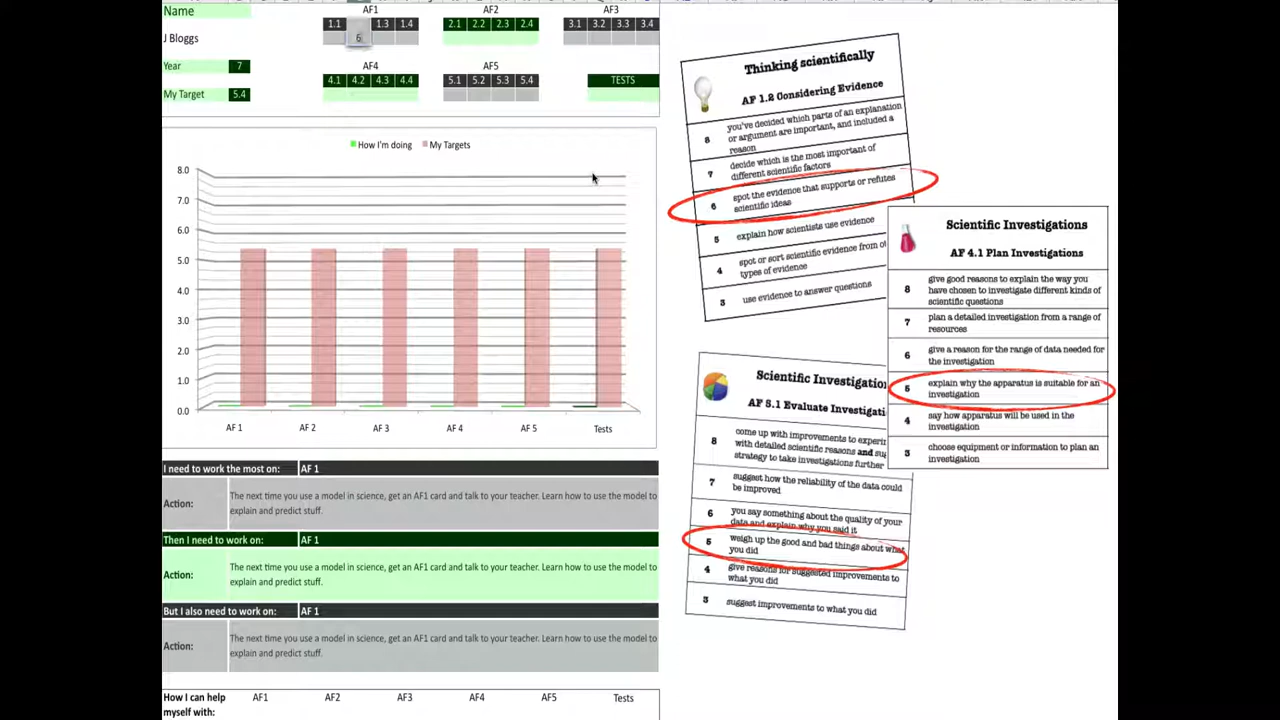 Name
AF1
AF2
AF3
1.1 1.3 1.4
2.1 2.2 2.3 2.4
3.1 3.2 3.3 3.4
J Bloggs
6
Year 7
AF4
AF5
4.1 4.2 4.3 4.4
5.1 5.2 5.3 5.4
TESTS
My Target 5.4
How I'm doing My Targets
8.0
7.0
6.0
5.0
4.0
3.0
2.0
1.0
0.0
AF 1 AF 2 AF 3 AF 4 AF 5 Tests
I need to work the most on: AF 1
Action:
The next time you use a model in science, get an AF1 card and talk to your teacher. Learn how to use the model to
explain and predict stuff.
Then I need to work on: AF 1
Action:
The next time you use a model in science, get an AF1 card and talk to your teacher. Learn how to use the model to
explain and predict stuff.
But I also need to work on: AF 1
Action:
The next time you use a model in science, get an AF1 card and talk to your teacher. Learn how to use the model to
explain and predict stuff.
How I can help
myself with:
AF1 AF2 AF3 AF4 AF5 Tests
Thinking scientifically
AF 1.2 Considering Evidence
8 you've decided which parts of an explanation
or argument are important, and included a
reason
7 decide which is the most important of
different scientific factors
6 spot the evidence that supports or refutes
scientific ideas
5 explain how scientists use evidence
4 spot or sort scientific evidence from
types of evidence
3 use evidence to answer questions
Scientific Investigations
AF 4.1 Plan Investigations
8 give good reasons to explain the way you
have chosen to investigate different kinds of
scientific questions
7 plan a detailed investigation from a range of
resources
6 give a reason for the range of data needed for
the investigation
5 explain why the apparatus is suitable for an
investigation
4 say how apparatus will be used in the
investigation
3 choose equipment or information to plan an
investigation
Scientific Investigatio
AF 5.1 Evaluate Investigati
8 come up with improvements to experi
with detailed scientific reasons and su
strategy to take investigations further
7 suggest how the reliability of the data could
be improved
6 you say something about the quality of your
data and explain why you said it
5 weigh up the good and bad things about what
you did
4 give reasons for suggested improvements to
what you did
3 suggest improvements to what you did